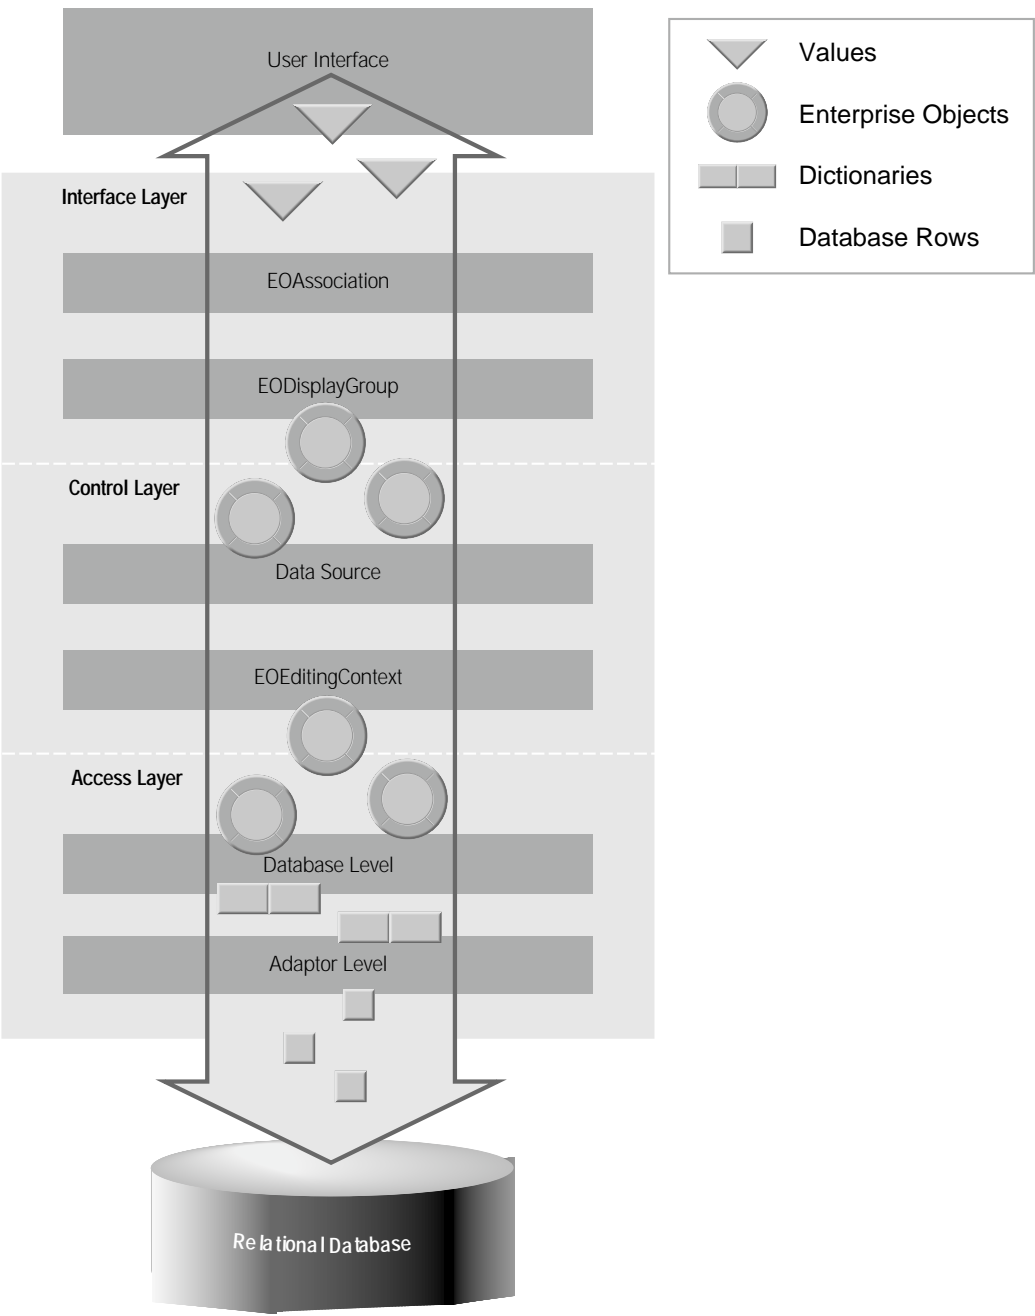 User Interface
Interface Layer
EOAssociation
EODisplayGroup
Control Layer
Data Source
EOEditingContext
Access Layer
Database Level
Adaptor Level
Relational Database
Values
Enterprise Objects
Dictionaries
Database Rows